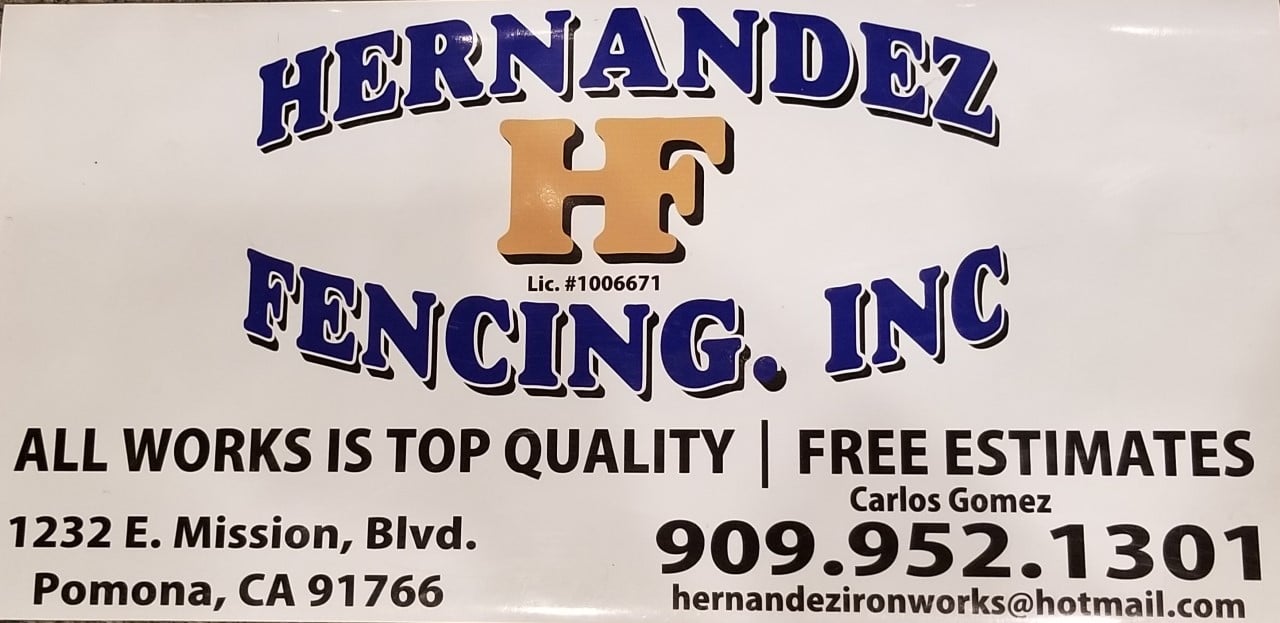 HERNANDEZ
HF
Lic. #1006671
FENCING. INC
ALL WORKS IS TOP QUALITY | FREE ESTIMATES
Carlos Gomez
1232 E. Mission, Blvd.
909.952.1301
Pomona, CA 91766
hernandezironworks@hotmail.com